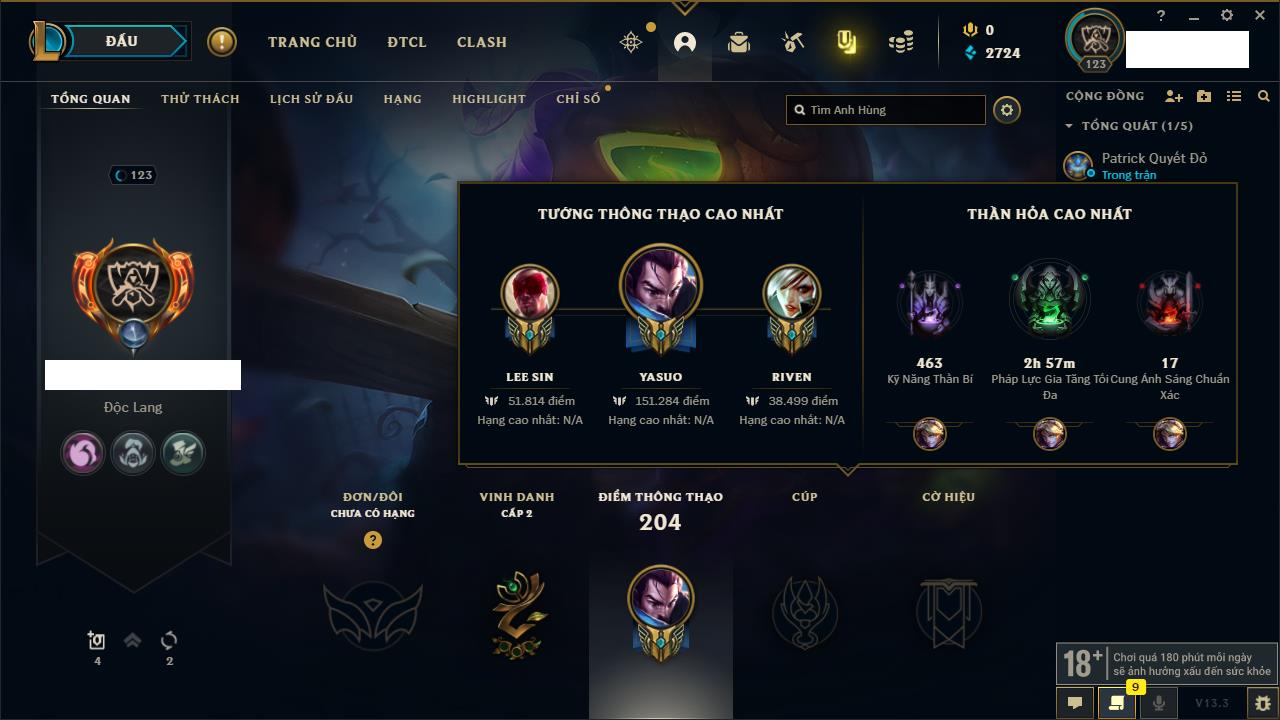 ĐẤU
TRANG CHỦ
ĐTCL
CLASH
0
2724
123
TỔNG QUAN
THỬ THÁCH
LỊCH SỬ ĐẤU
HẠNG
HIGHLIGHT
CHỈ SỐ
Tìm Anh Hùng
CỘNG ĐỒNG
TỔNG QUÁT (1/5)
Patrick Quyết Đỏ
Trong trận
123
Độc Lang
4
2
TƯỚNG THÔNG THẠO CAO NHẤT
LEE SIN
51.814 điểm
Hạng cao nhất: N/A
YASUO
151.284 điểm
Hạng cao nhất: N/A
RIVEN
38.499 điểm
Hạng cao nhất: N/A
THẦN HỎA CAO NHẤT
463
Kỹ Năng Thần Bí
2h 57m
Pháp Lực Gia Tăng Tối
Đa
17
Cung Ánh Sáng Chuẩn
Xác
ĐƠN/ĐÔI
CHƯA CÓ HẠNG
?
VINH DANH
CẤP 2
ĐIỂM THÔNG THẠO
204
CÚP
CỜ HIỆU
18+
Chơi quá 180 phút mỗi ngày
sẽ ảnh hưởng xấu đến sức khỏe
9
V13.3